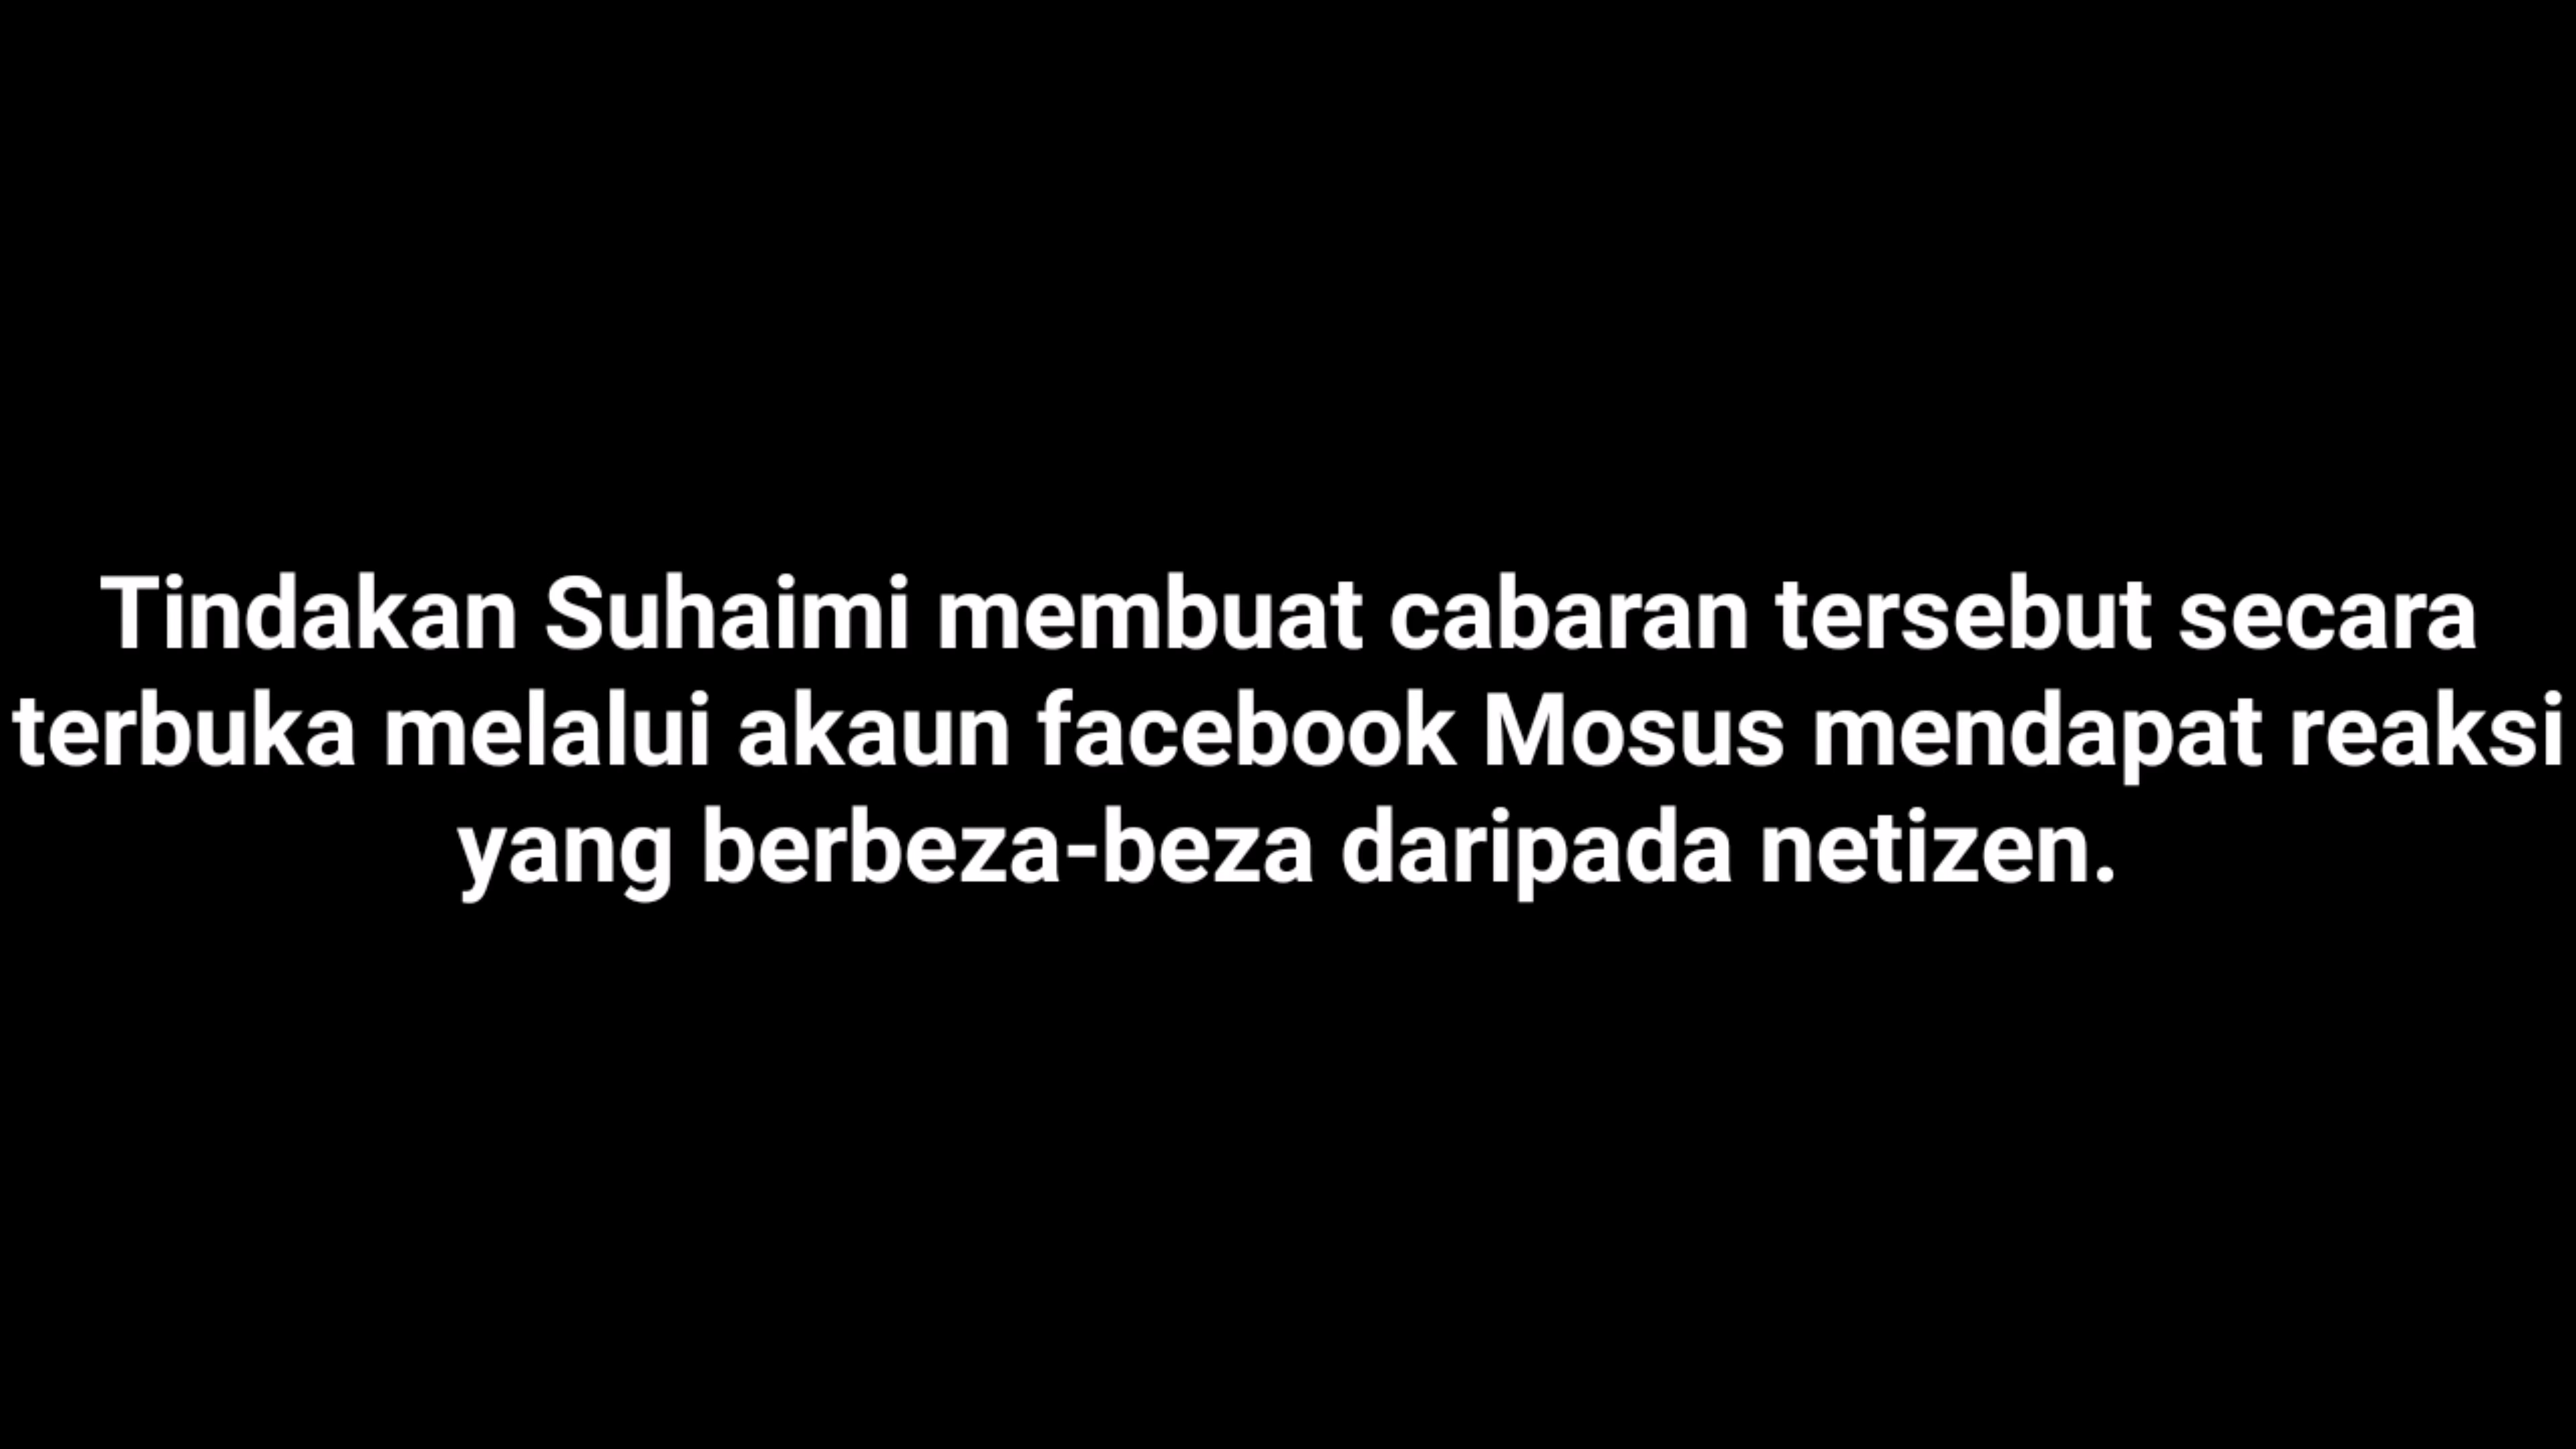 Tindakan Suhaimi membuat cabaran tersebut secara
terbuka melalui akaun facebook Mosus mendapat reaksi
yang berbeza-beza daripada netizen.